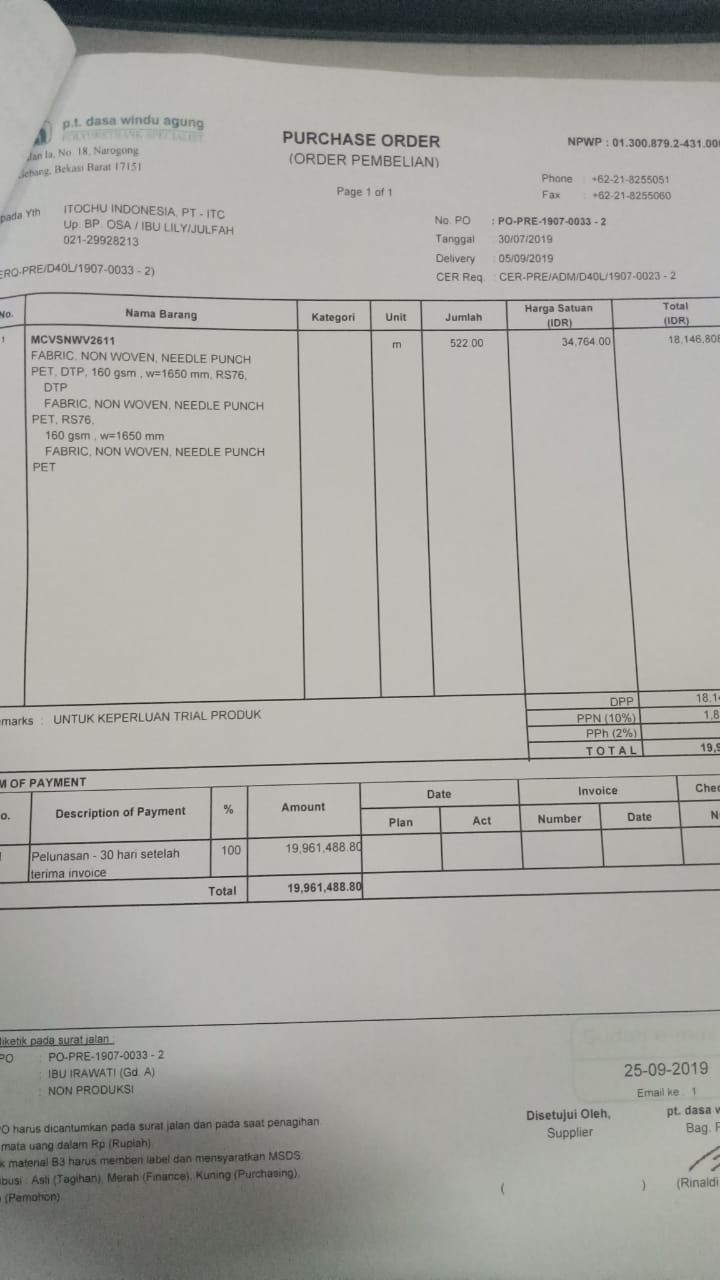 p.t. dasa windu agung
POLYURETHANE SPECIALIST
PURCHASE ORDER
(ORDER PEMBELIAN)
NPWP : 01.300.879.2-431.00
Ia, No. 18, Narogong
Bekasi Barat 17151
Page 1 of 1
Phone : +62-21-8255051
Fax : +62-21-8255060
pada Yth
ITOCHU INDONESIA, PT - ITC
Up. BP. OSA / IBU LILY/JULFAH
021-29928213
No. PO : PO-PRE-1907-0033 - 2
Tanggal : 30/07/2019
Delivery : 05/09/2019
CER Req. : CER-PRE/ADM/D40L/1907-0023 - 2
PRE/D40L/1907-0033 - 2)
No. Nama Barang Kategori Unit Jumlah Harga Satuan (IDR) Total (IDR)
1 MCVSNWV2611 m 522.00 34,764.00 18,146,808
FABRIC, NON WOVEN, NEEDLE PUNCH
PET, DTP, 160 gsm , w=1650 mm, RS76,
DTP
FABRIC, NON WOVEN, NEEDLE PUNCH
PET, RS76,
160 gsm , w=1650 mm
FABRIC, NON WOVEN, NEEDLE PUNCH
PET
marks : UNTUK KEPERLUAN TRIAL PRODUK
DPP 18,14
PPN (10%) 1,8
PPh (2%)
TOTAL 19,9
M OF PAYMENT
o. Description of Payment % Amount Date Invoice Chec
Plan Act Number Date N
Pelunasan - 30 hari setelah terima invoice 100 19,961,488.80
Total 19,961,488.80
diketik pada surat jalan :
PO : PO-PRE-1907-0033 - 2
: IBU IRAWATI (Gd. A)
: NON PRODUKSI
25-09-2019
Email ke : 1
O harus dicantumkan pada surat jalan dan pada saat penagihan.
mata uang dalam Rp (Rupiah).
k material B3 harus memberi label dan mensyaratkan MSDS.
busi : Asli (Tagihan), Merah (Finance), Kuning (Purchasing),
(Pemohon).
Disetujui Oleh,
Supplier
pt. dasa w
Bag. P
( )
(Rinaldi